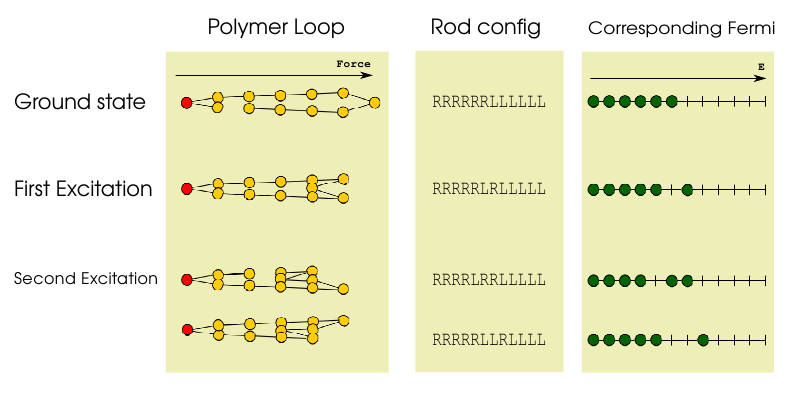 Polymer Loop Rod config Corresponding Fermi
Force E
Ground state RRRRRRLLLLLL
First Excitation RRRRRLRLLLLL
Second Excitation RRRRLRRLLLLL
RRRRRLLRLLLL